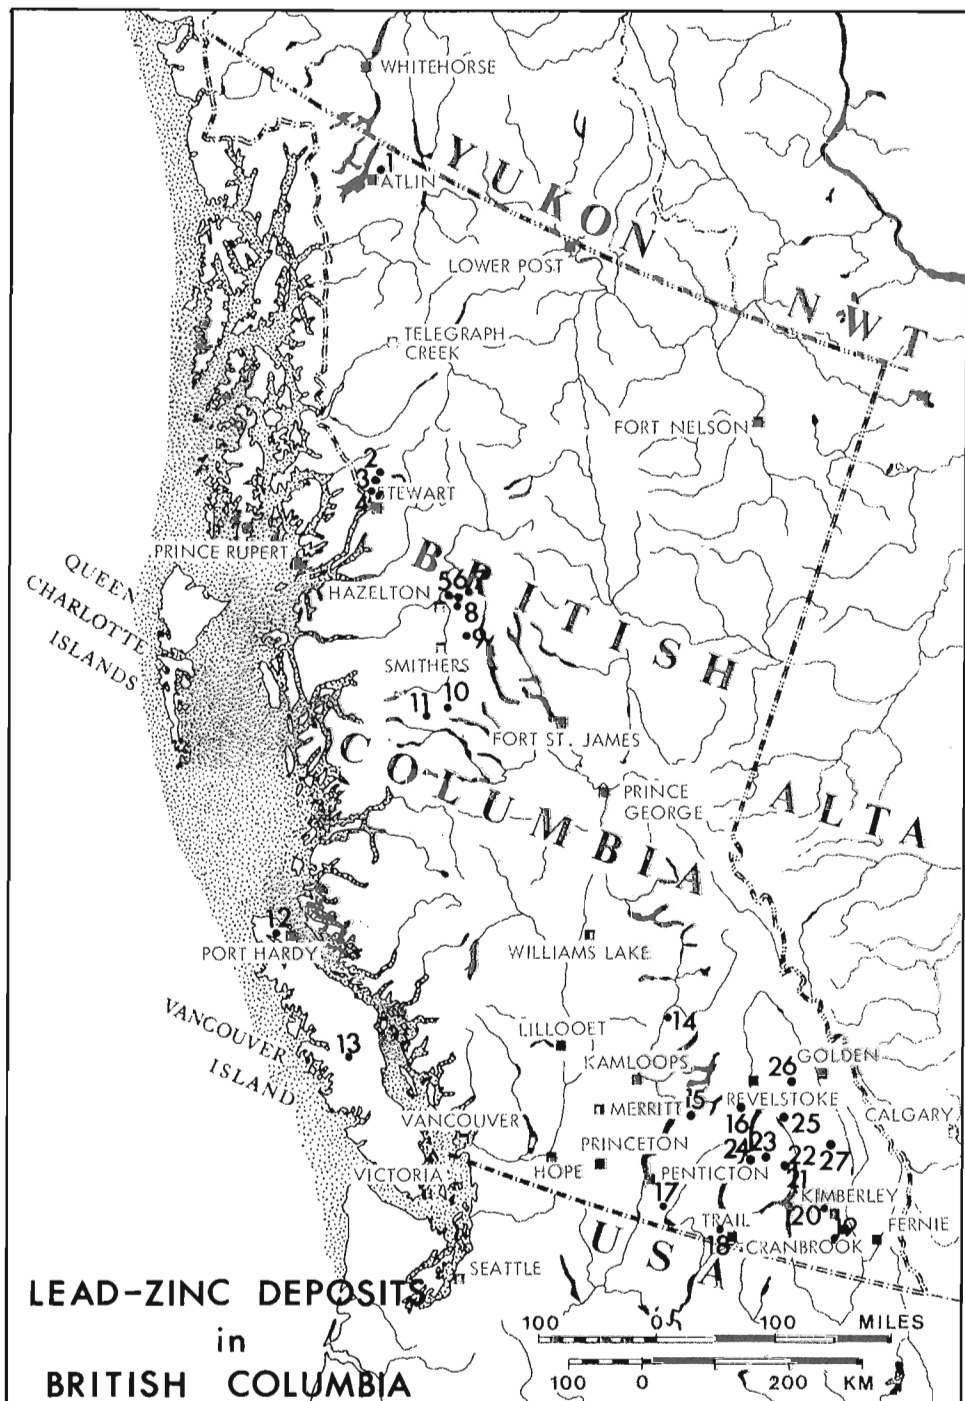 WHITEHORSE
YUKON
1
ATLIN
LOWER POST
NWT
TELEGRAPH
CREEK
FORT NELSON
2
3
4
STEWART
PRINCE RUPERT
BRITISH
QUEEN
CHARLOTTE
ISLANDS
HAZELTON
5
6
7
8
9
SMITHERS
10
11
FORT ST. JAMES
COLUMBIA
PRINCE
GEORGE
ALTA
12
PORT HARDY
WILLIAMS LAKE
VANCOUVER
ISLAND
13
14
LILLOOET
KAMLOOPS
26
GOLDEN
MERRITT
15
REVELSTOKE
16
25
CALGARY
VANCOUVER
PRINCETON
24
23
22
27
VICTORIA
HOPE
PENTICTON
21
17
KIMBERLEY
20
19
TRAIL
FERNIE
18
CRANBROOK
USA
SEATTLE
LEAD-ZINC DEPOSITS
in
BRITISH COLUMBIA
100 0 100 MILES
100 0 200 KM